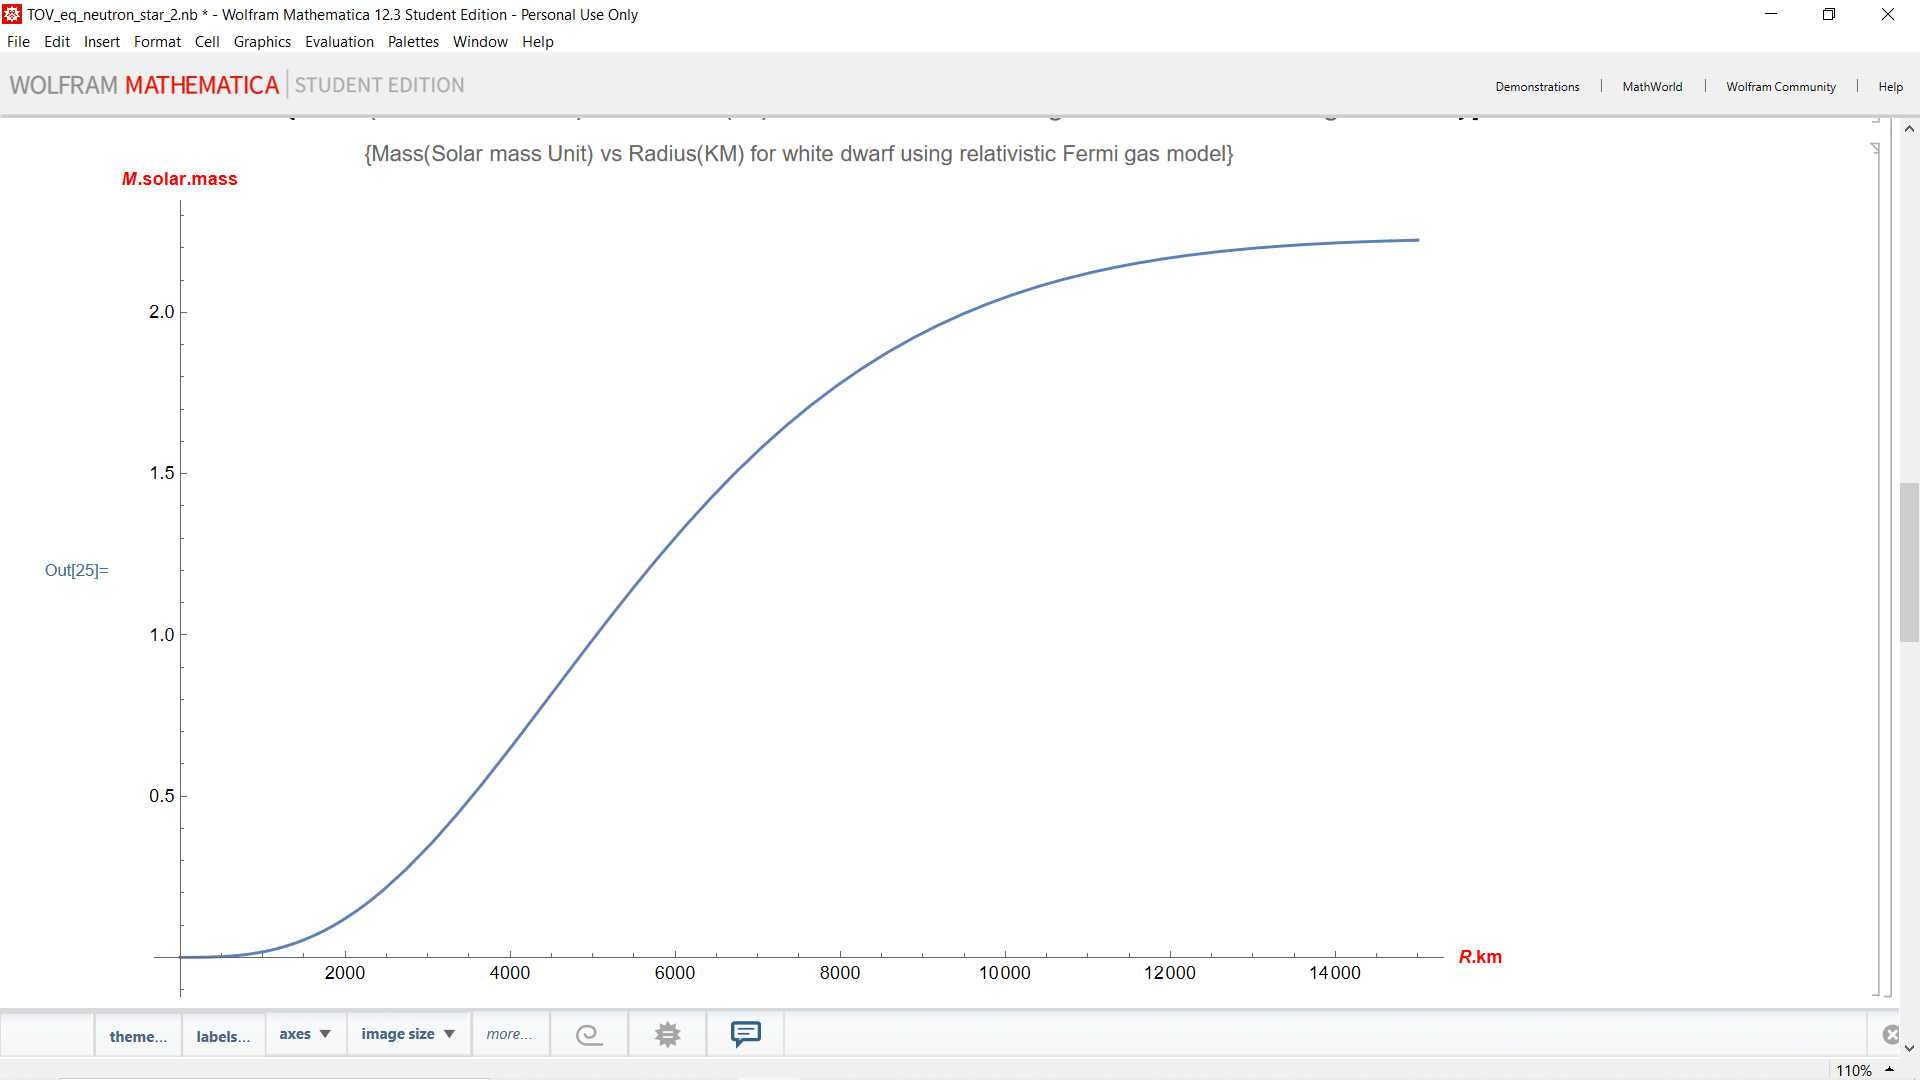 TOV_eq_neutron_star_2.nb * - Wolfram Mathematica 12.3 Student Edition - Personal Use Only
File Edit Insert Format Cell Graphics Evaluation Palettes Window Help
WOLFRAM MATHEMATICA STUDENT EDITION
Demonstrations MathWorld Wolfram Community Help
{Mass(Solar mass Unit) vs Radius(KM) for white dwarf using relativistic Fermi gas model}
M.solar.mass
2.0
1.5
1.0
0.5
Out[25]=
2000 4000 6000 8000 10000 12000 14000
R.km
theme... labels... axes image size more...
110%